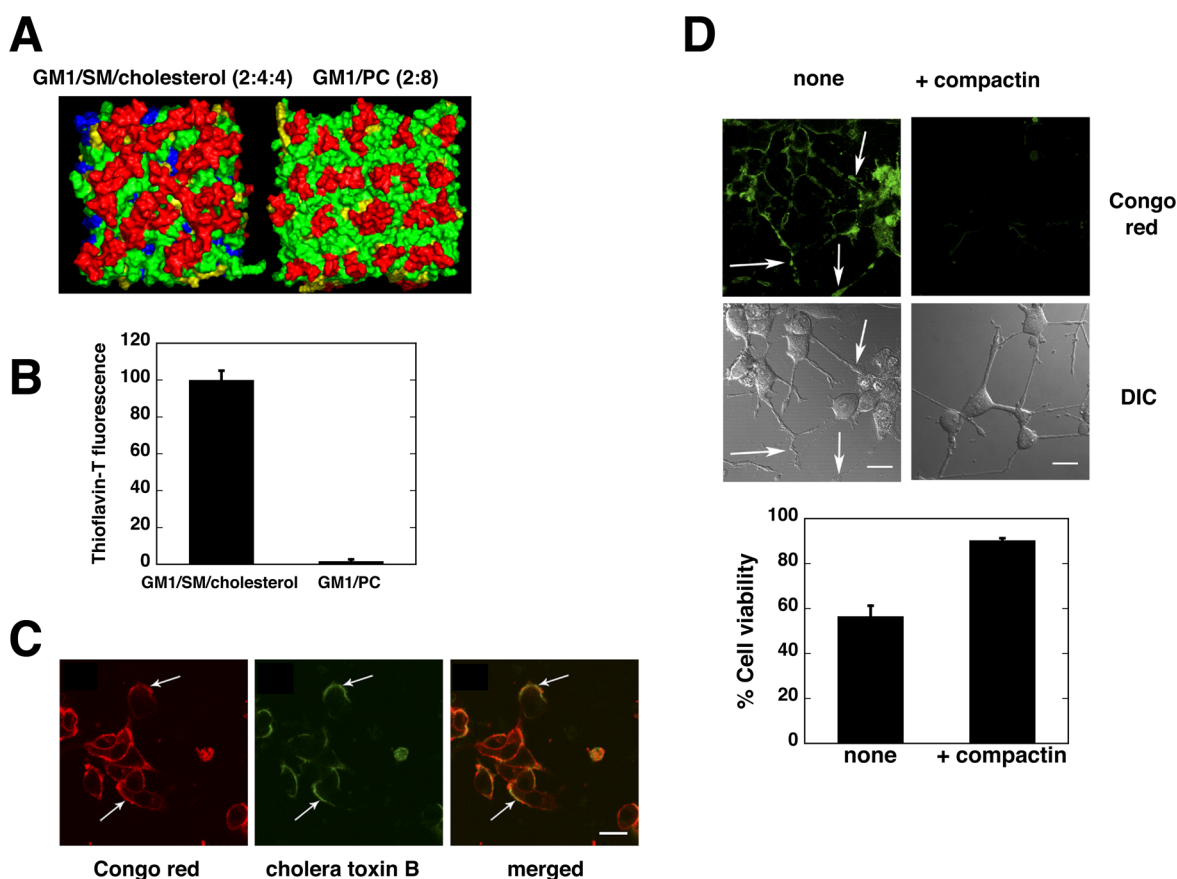 A
GM1/SM/cholesterol (2:4:4)
GM1/PC (2:8)
B
Thioflavin-T fluorescence
120
100
80
60
40
20
0
GM1/SM/cholesterol
GM1/PC
C
Congo red
cholera toxin B
merged
D
none
+ compactin
Congo
red
DIC
% Cell viability
100
80
60
40
20
0
none
+ compactin